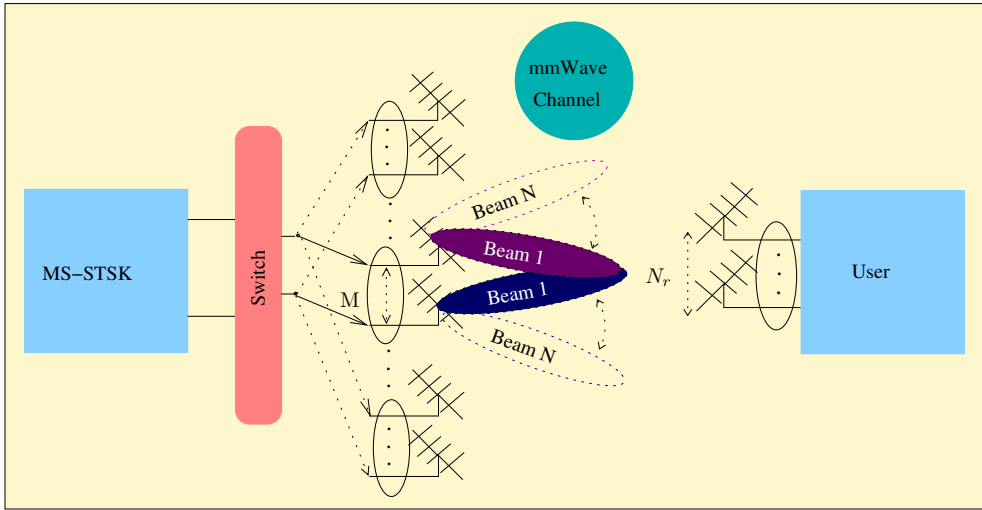 mmWave
Channel
MS−STSK
Switch
M
Beam N
Beam 1
Beam 1
Beam N
N_r
User